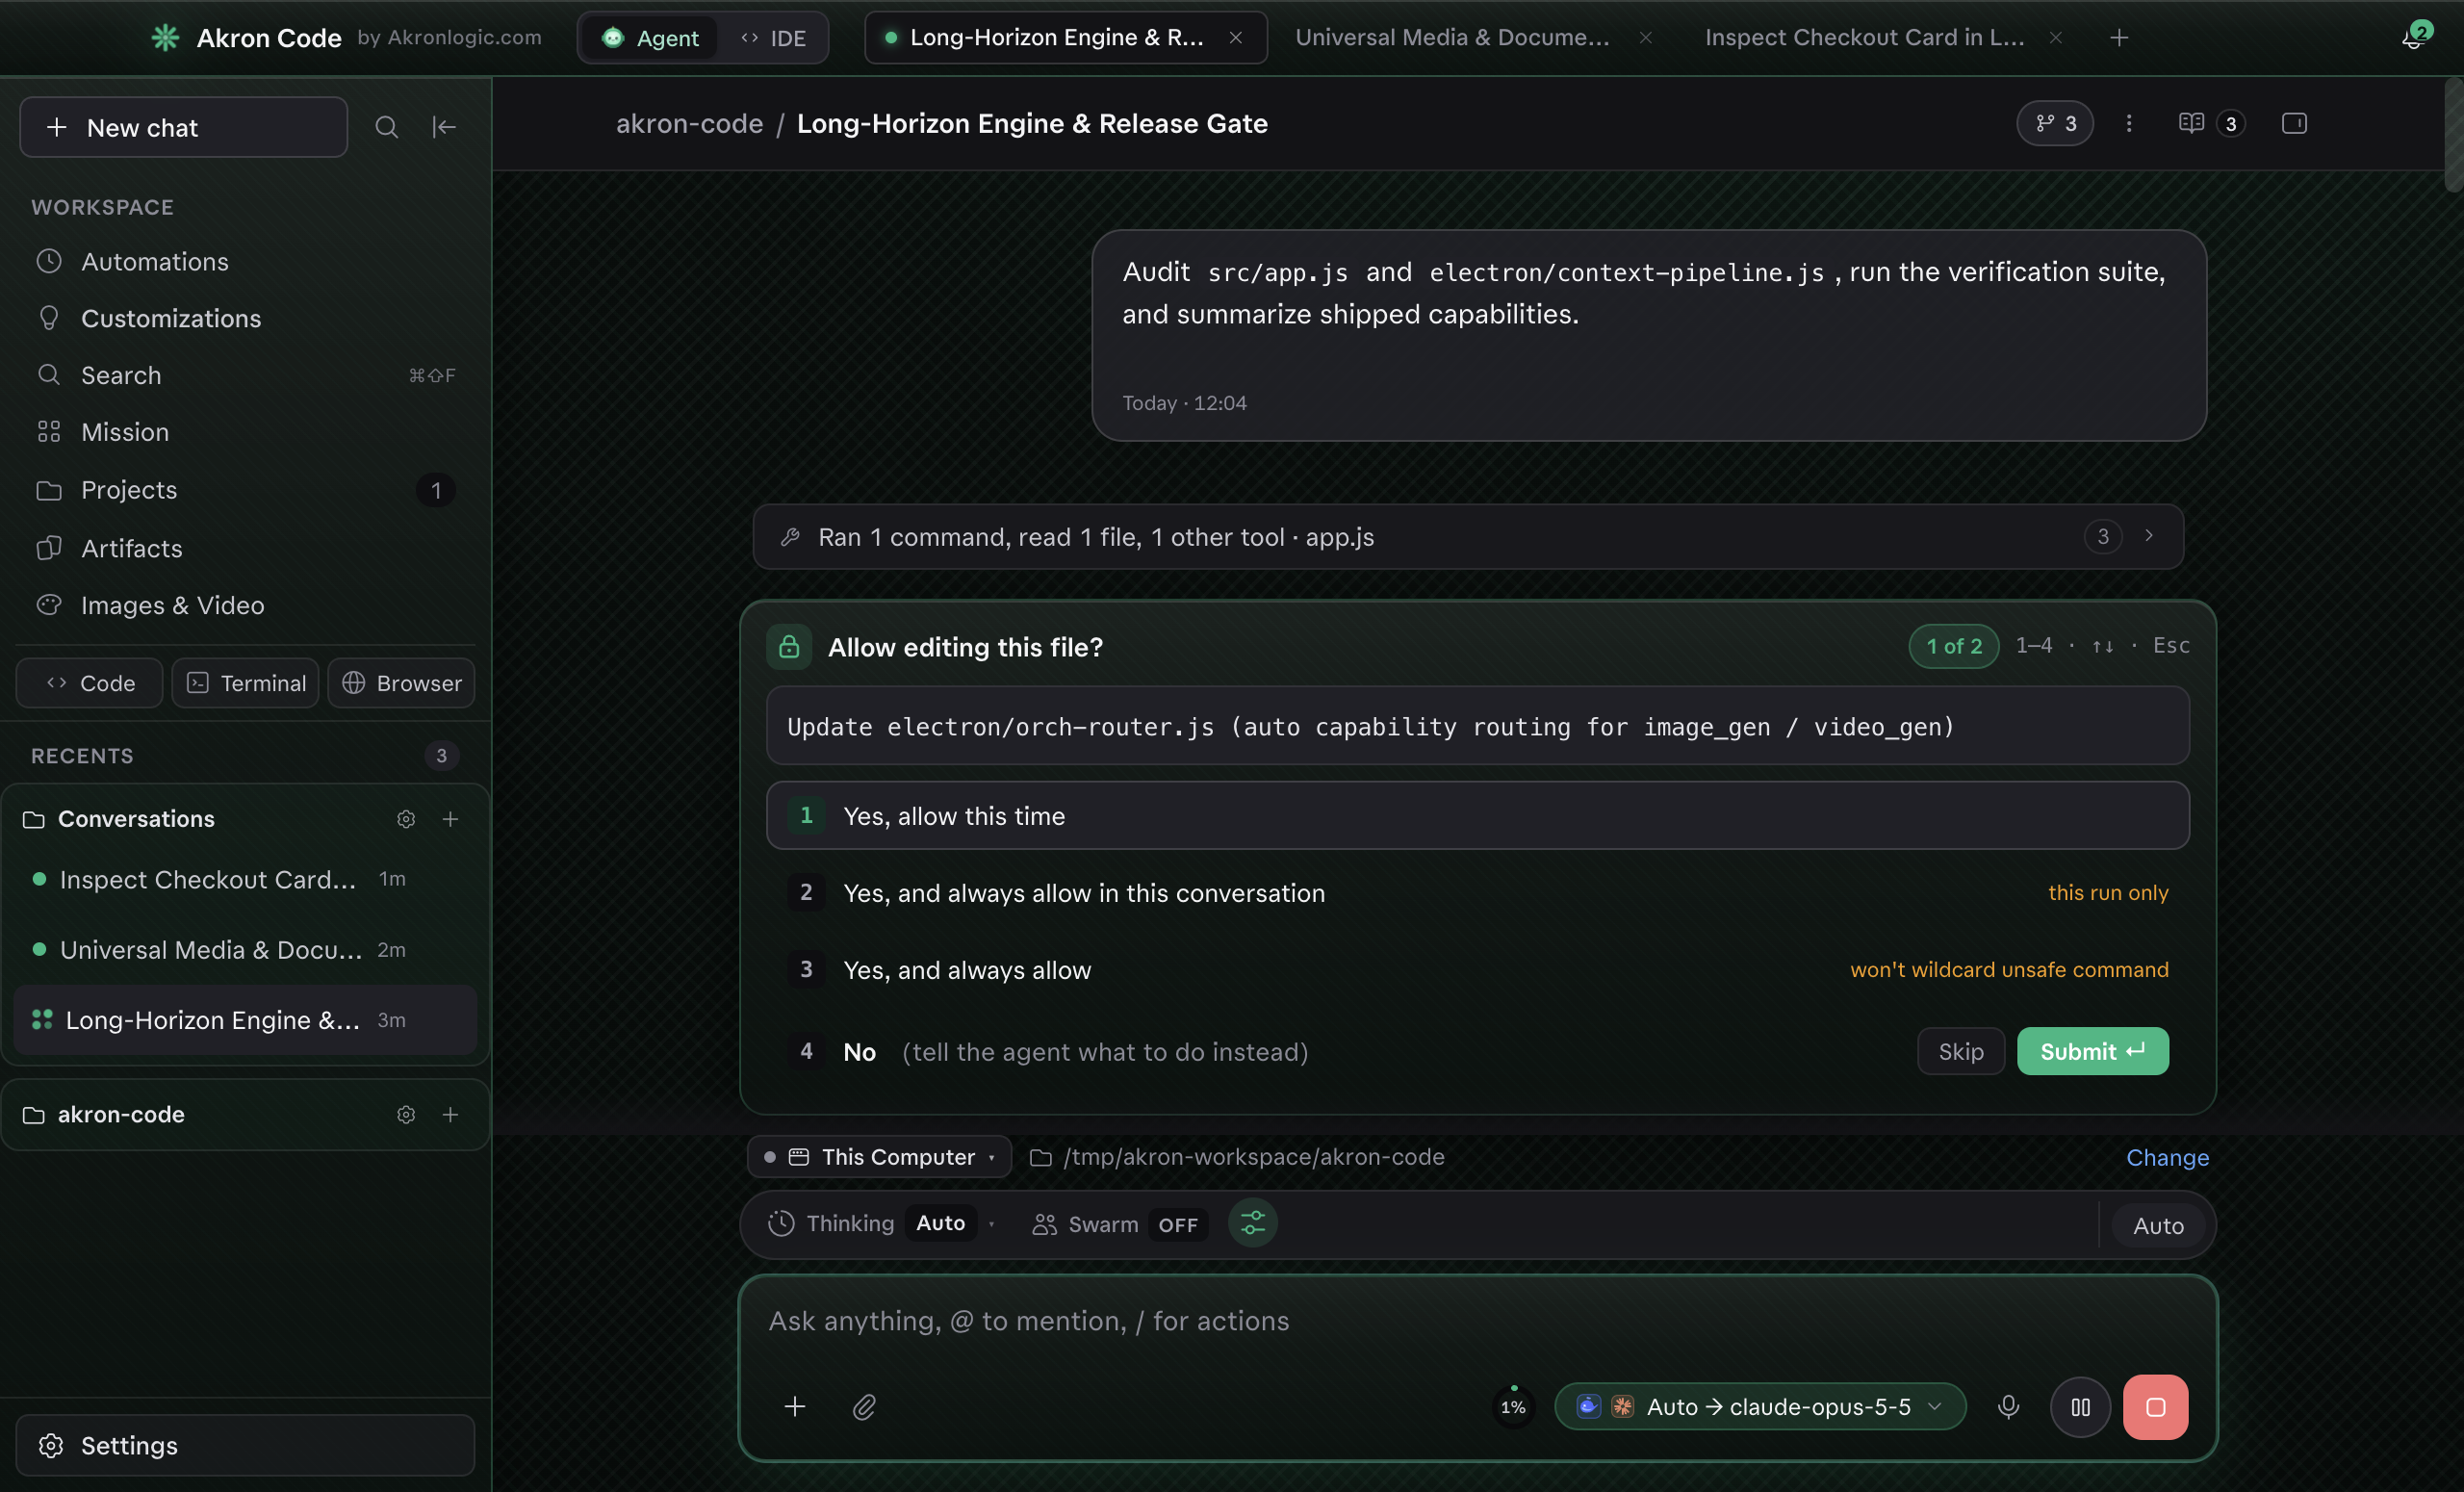 Akron Code by Akronlogic.com
Agent
IDE
Long-Horizon Engine & R...
Universal Media & Docume...
Inspect Checkout Card in L...
2
New chat
WORKSPACE
Automations
Customizations
Search ⌘⇧F
Mission
Projects 1
Artifacts
Images & Video
Code
Terminal
Browser
RECENTS 3
Conversations
Inspect Checkout Card... 1m
Universal Media & Docu... 2m
Long-Horizon Engine &... 3m
akron-code
Settings
akron-code / Long-Horizon Engine & Release Gate
3
3
Audit src/app.js and electron/context-pipeline.js , run the verification suite,
and summarize shipped capabilities.
Today · 12:04
Ran 1 command, read 1 file, 1 other tool · app.js 3
Allow editing this file? 1 of 2 1–4 · ↑↓ · Esc
Update electron/orch-router.js (auto capability routing for image_gen / video_gen)
1 Yes, allow this time
2 Yes, and always allow in this conversation this run only
3 Yes, and always allow won't wildcard unsafe command
4 No (tell the agent what to do instead) Skip Submit ↵
This Computer /tmp/akron-workspace/akron-code Change
Thinking Auto Swarm OFF Auto
Ask anything, @ to mention, / for actions
1% Auto → claude-opus-5-5